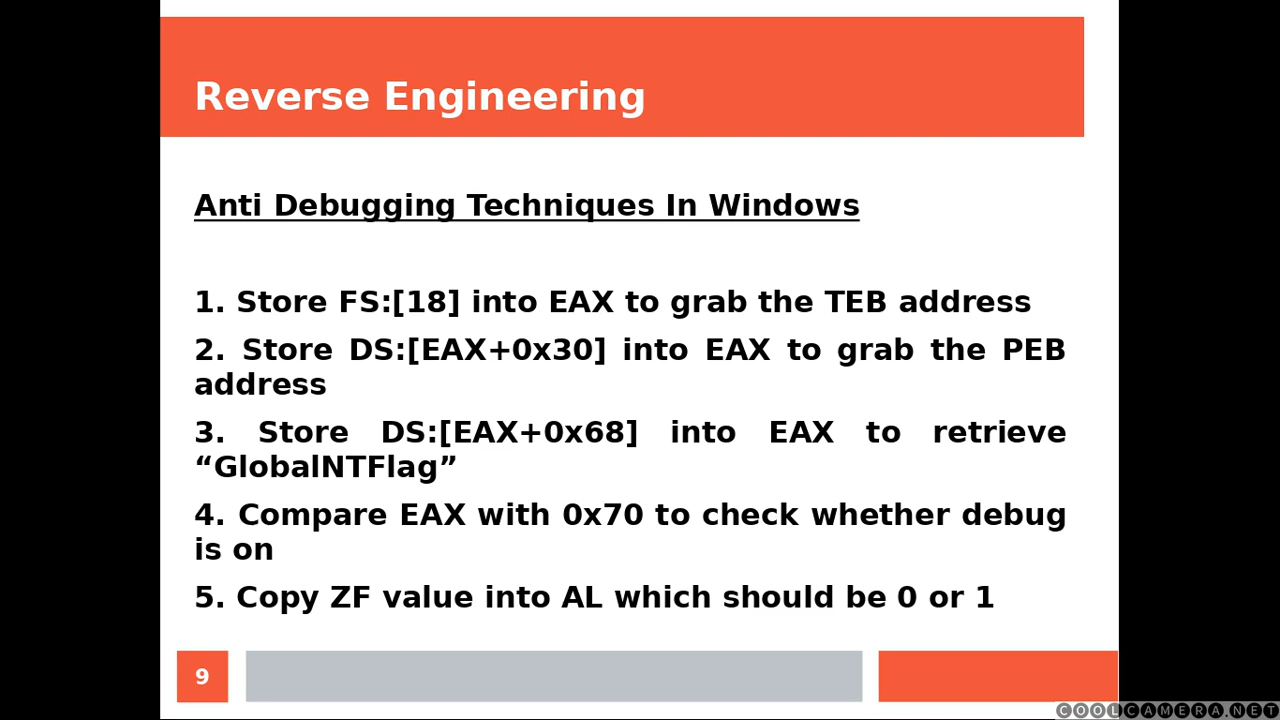 Reverse Engineering
Anti Debugging Techniques In Windows
1. Store FS:[18] into EAX to grab the TEB address
2. Store DS:[EAX+0x30] into EAX to grab the PEB
address
3. Store DS:[EAX+0x68] into EAX to retrieve
“GlobalNTFlag”
4. Compare EAX with 0x70 to check whether debug
is on
5. Copy ZF value into AL which should be 0 or 1
9
COOLCAMERA.NET